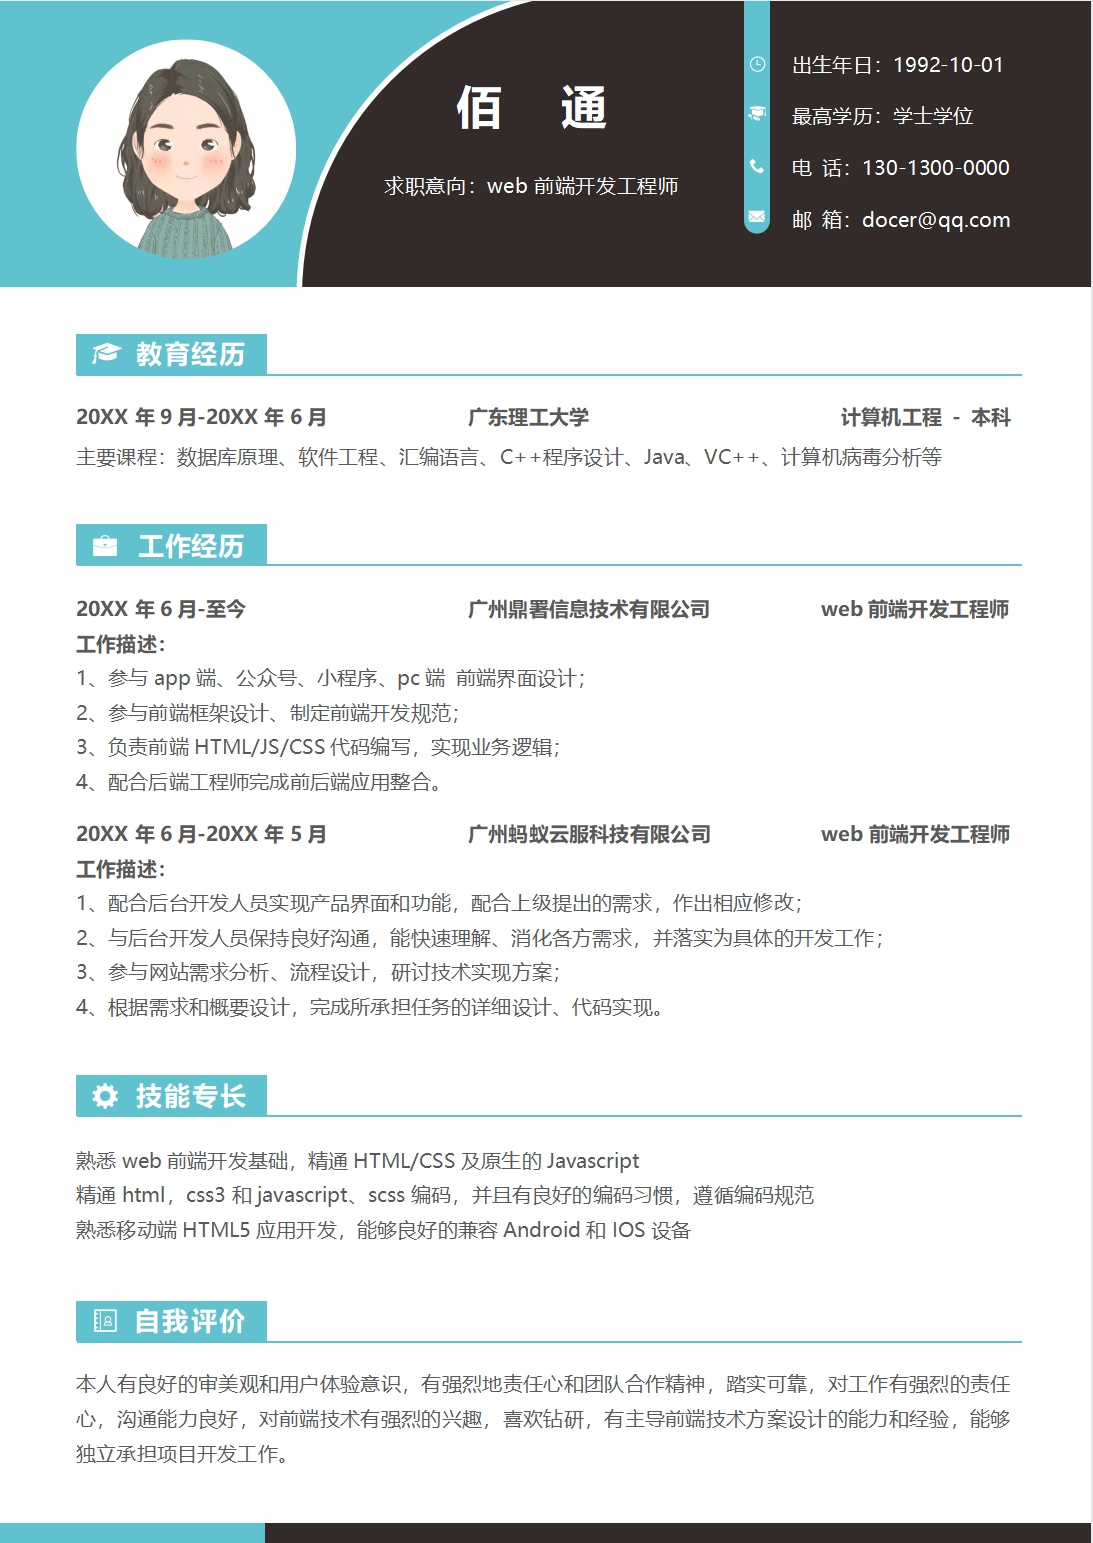 佰 通
求职意向：web 前端开发工程师
出生年日：1992-10-01
最高学历：学士学位
电 话：130-1300-0000
邮 箱：docer@qq.com
教育经历
20XX 年 9 月-20XX 年 6 月 广东理工大学 计算机工程 - 本科
主要课程：数据库原理、软件工程、汇编语言、C++程序设计、Java、VC++、计算机病毒分析等
工作经历
20XX 年 6 月-至今 广州鼎署信息技术有限公司 web 前端开发工程师
工作描述：
1、参与 app 端、公众号、小程序、pc 端 前端界面设计；
2、参与前端框架设计、制定前端开发规范；
3、负责前端 HTML/JS/CSS 代码编写，实现业务逻辑；
4、配合后端工程师完成前后端应用整合。
20XX 年 6 月-20XX 年 5 月 广州蚂蚁云服科技有限公司 web 前端开发工程师
工作描述：
1、配合后台开发人员实现产品界面和功能，配合上级提出的需求，作出相应修改；
2、与后台开发人员保持良好沟通，能快速理解、消化各方需求，并落实为具体的开发工作；
3、参与网站需求分析、流程设计，研讨技术实现方案；
4、根据需求和概要设计，完成所承担任务的详细设计、代码实现。
技能专长
熟悉 web 前端开发基础，精通 HTML/CSS 及原生的 Javascript
精通 html，css3 和 javascript、scss 编码，并且有良好的编码习惯，遵循编码规范
熟悉移动端 HTML5 应用开发，能够良好的兼容 Android 和 IOS 设备
自我评价
本人有良好的审美观和用户体验意识，有强烈地责任心和团队合作精神，踏实可靠，对工作有强烈的责任
心，沟通能力良好，对前端技术有强烈的兴趣，喜欢钻研，有主导前端技术方案设计的能力和经验，能够
独立承担项目开发工作。